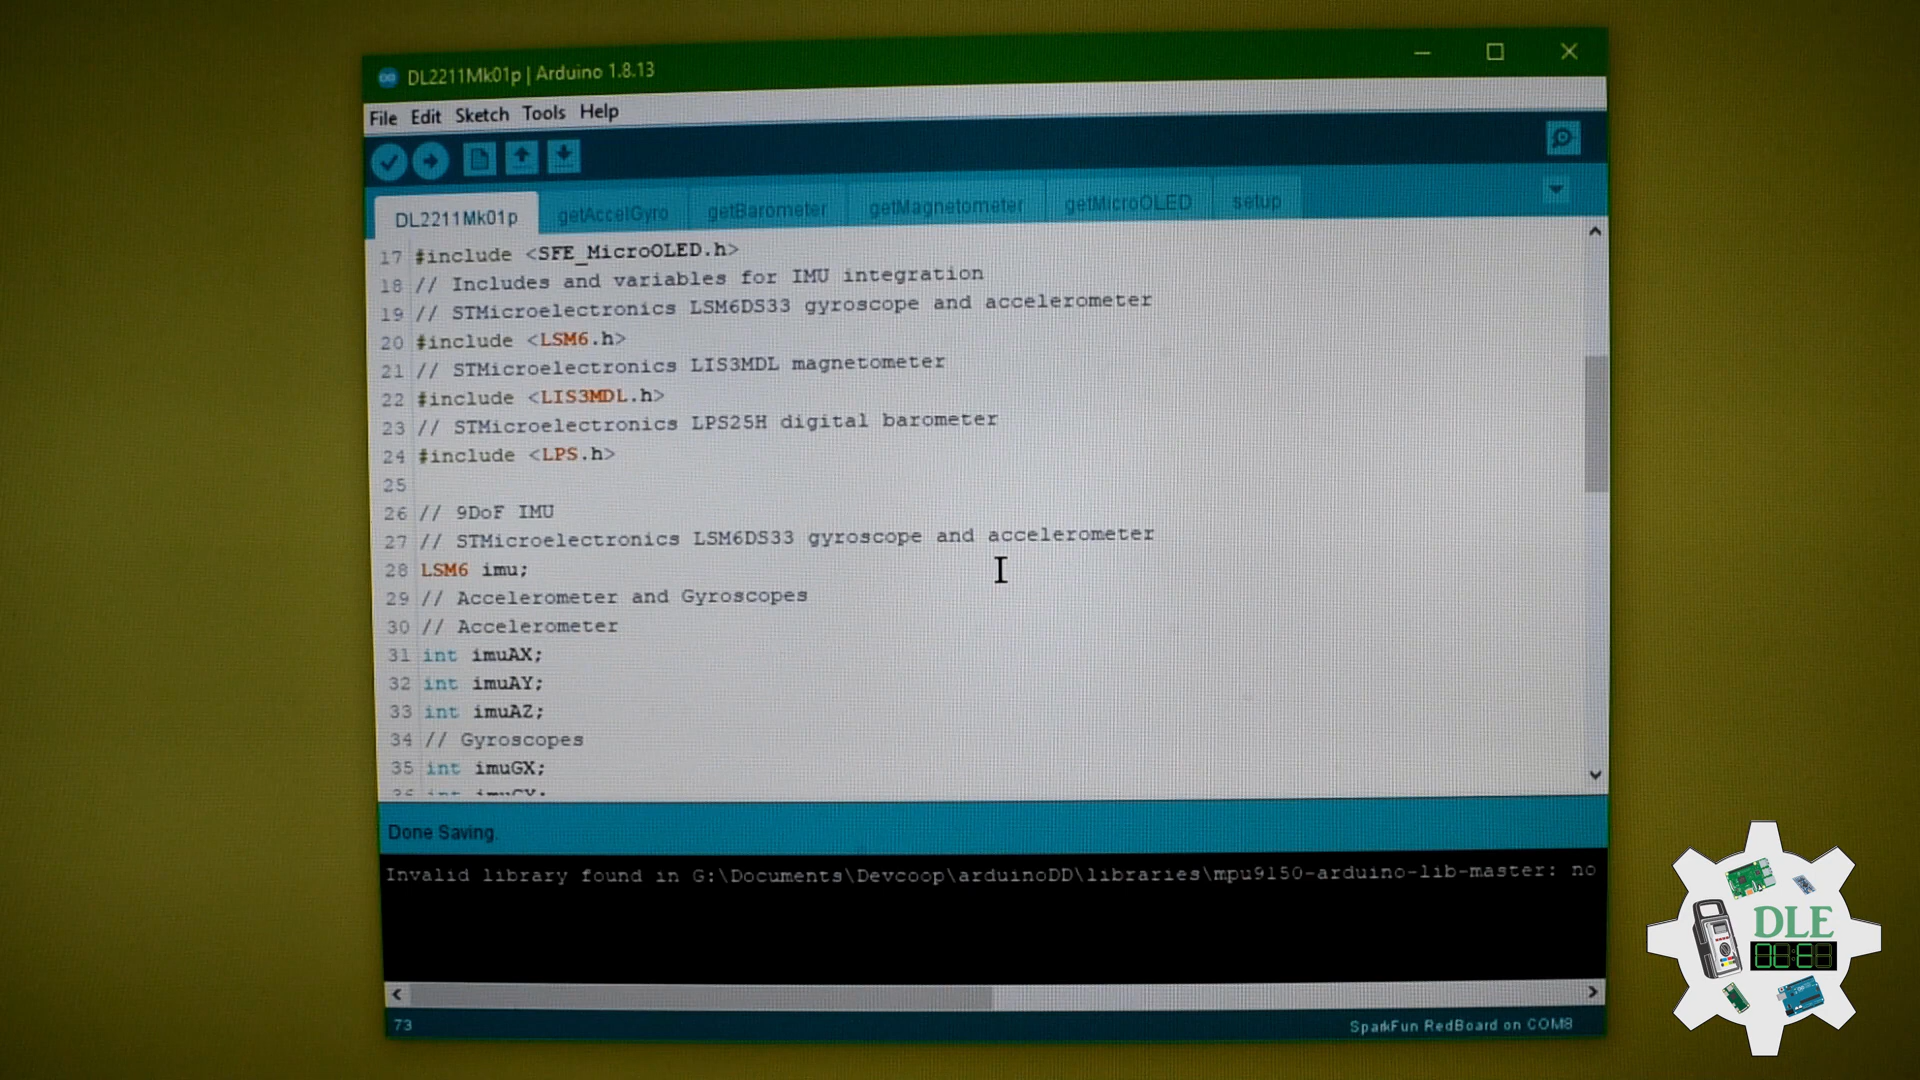 DL2211Mk01p | Arduino 1.8.13
File Edit Sketch Tools Help
DL2211Mk01p getAccelGyro getBarometer getMagnetometer getMicroOLED setup
17 #include <SFE_MicroOLED.h>
18 // Includes and variables for IMU integration
19 // STMicroelectronics LSM6DS33 gyroscope and accelerometer
20 #include <LSM6.h>
21 // STMicroelectronics LIS3MDL magnetometer
22 #include <LIS3MDL.h>
23 // STMicroelectronics LPS25H digital barometer
24 #include <LPS.h>
25
26 // 9DoF IMU
27 // STMicroelectronics LSM6DS33 gyroscope and accelerometer
28 LSM6 imu;
29 // Accelerometer and Gyroscopes
30 // Accelerometer
31 int imuAX;
32 int imuAY;
33 int imuAZ;
34 // Gyroscopes
35 int imuGX;
Done Saving.
Invalid library found in G:\Documents\Devcoop\arduinoDD\libraries\mpu9150-arduino-lib-master: no
73
SparkFun RedBoard on COM8
DLE